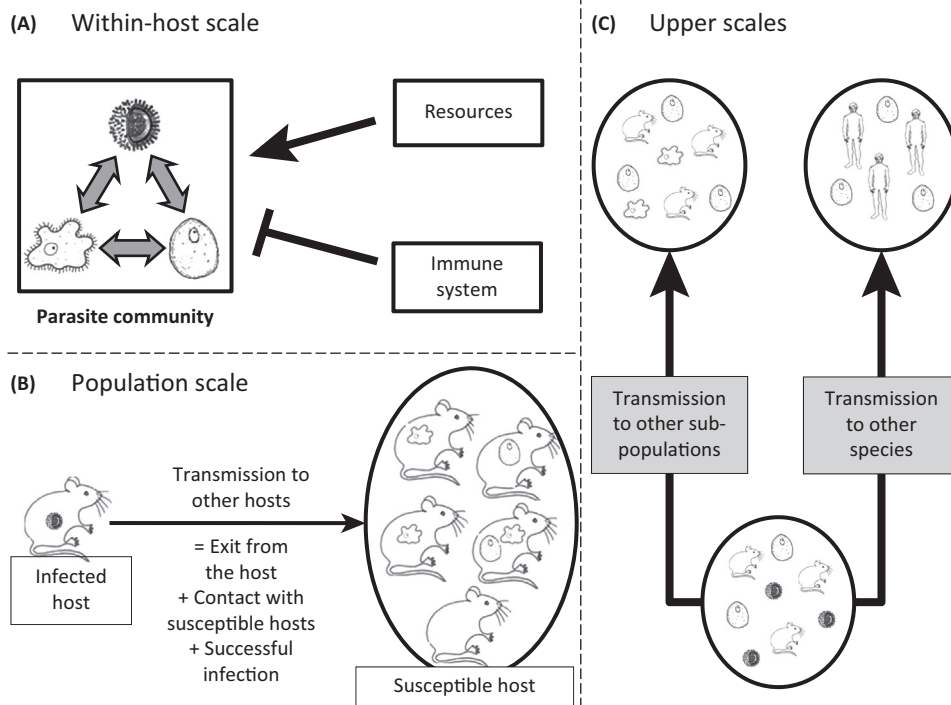 (A) Within-host scale
Resources
Immune
system
Parasite community
(B) Population scale
Transmission to
other hosts
= Exit from
the host
+ Contact with
susceptible hosts
+ Successful
infection
Infected
host
Susceptible host
(C) Upper scales
Transmission
to other sub-
populations
Transmission
to other
species